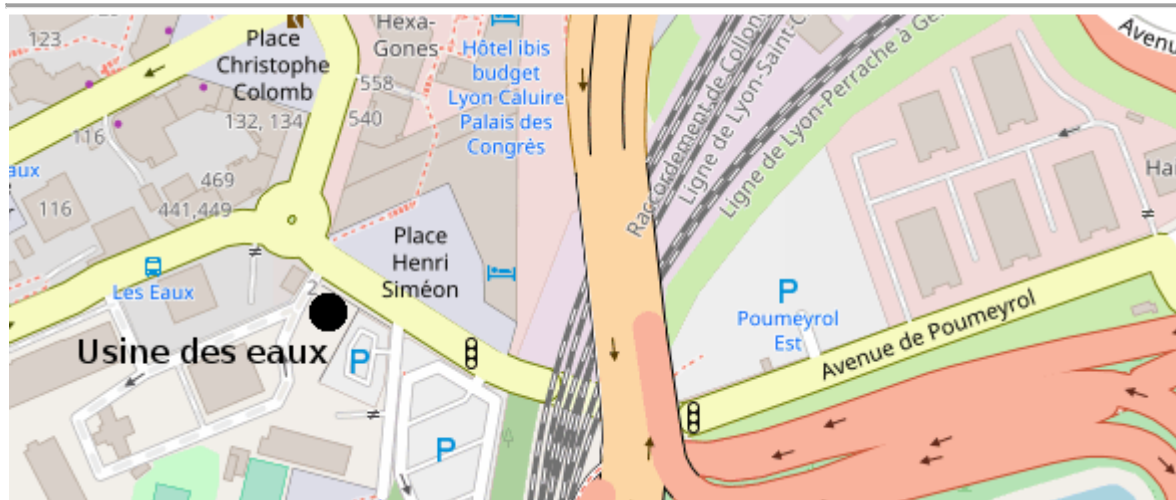 123
Place
Christophe
Colomb
Hexa-
Gones
558
540
Hôtel ibis
budget
Lyon Caluire
Palais des
Congrès
132, 134
116
aux
469
116
441,449
Les Eaux
2
Place
Henri
Siméon
Usine des eaux
P
P
Raccordement de Collon
Ligne de Lyon-Saint-C
Ligne de Lyon-Perrache à Ge
P
Poumeyrol
Est
Avenue de Poumeyrol
Avenu
Ha